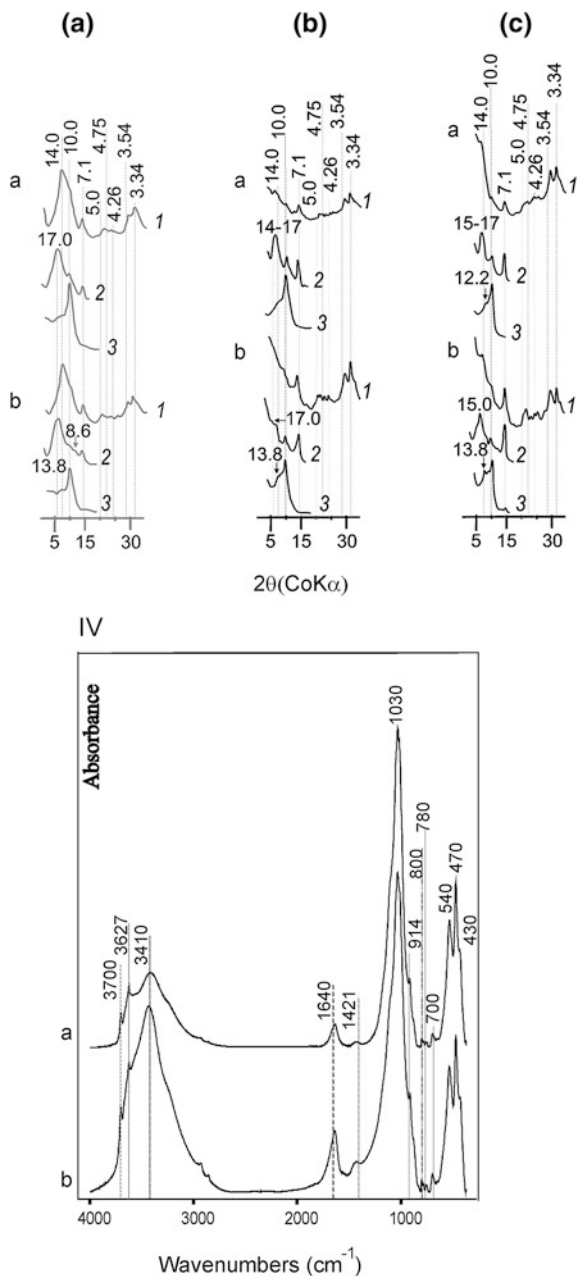 (a) (b) (c)
a 14.0 10.0 7.1 5.0 4.75 4.26 3.54 3.34 1
17.0 2
3
b 1
8.6 2
13.8 3
5 15 30
a 14.0 10.0 7.1 5.0 4.75 4.26 3.54 3.34 1
14-17 2
3
b 1
17.0 2
13.8 3
5 15 30
a 14.0 10.0 7.1 5.0 4.75 4.26 3.54 3.34 1
15-17 2
12.2 3
b 1
15.0 2
13.8 3
5 15 30
2θ(CoKα)
IV
Absorbance
3700 3627 3410 1640 1421 1030 914 800 780 700 540 470 430
a
b
4000 3000 2000 1000
Wavenumbers (cm⁻¹)